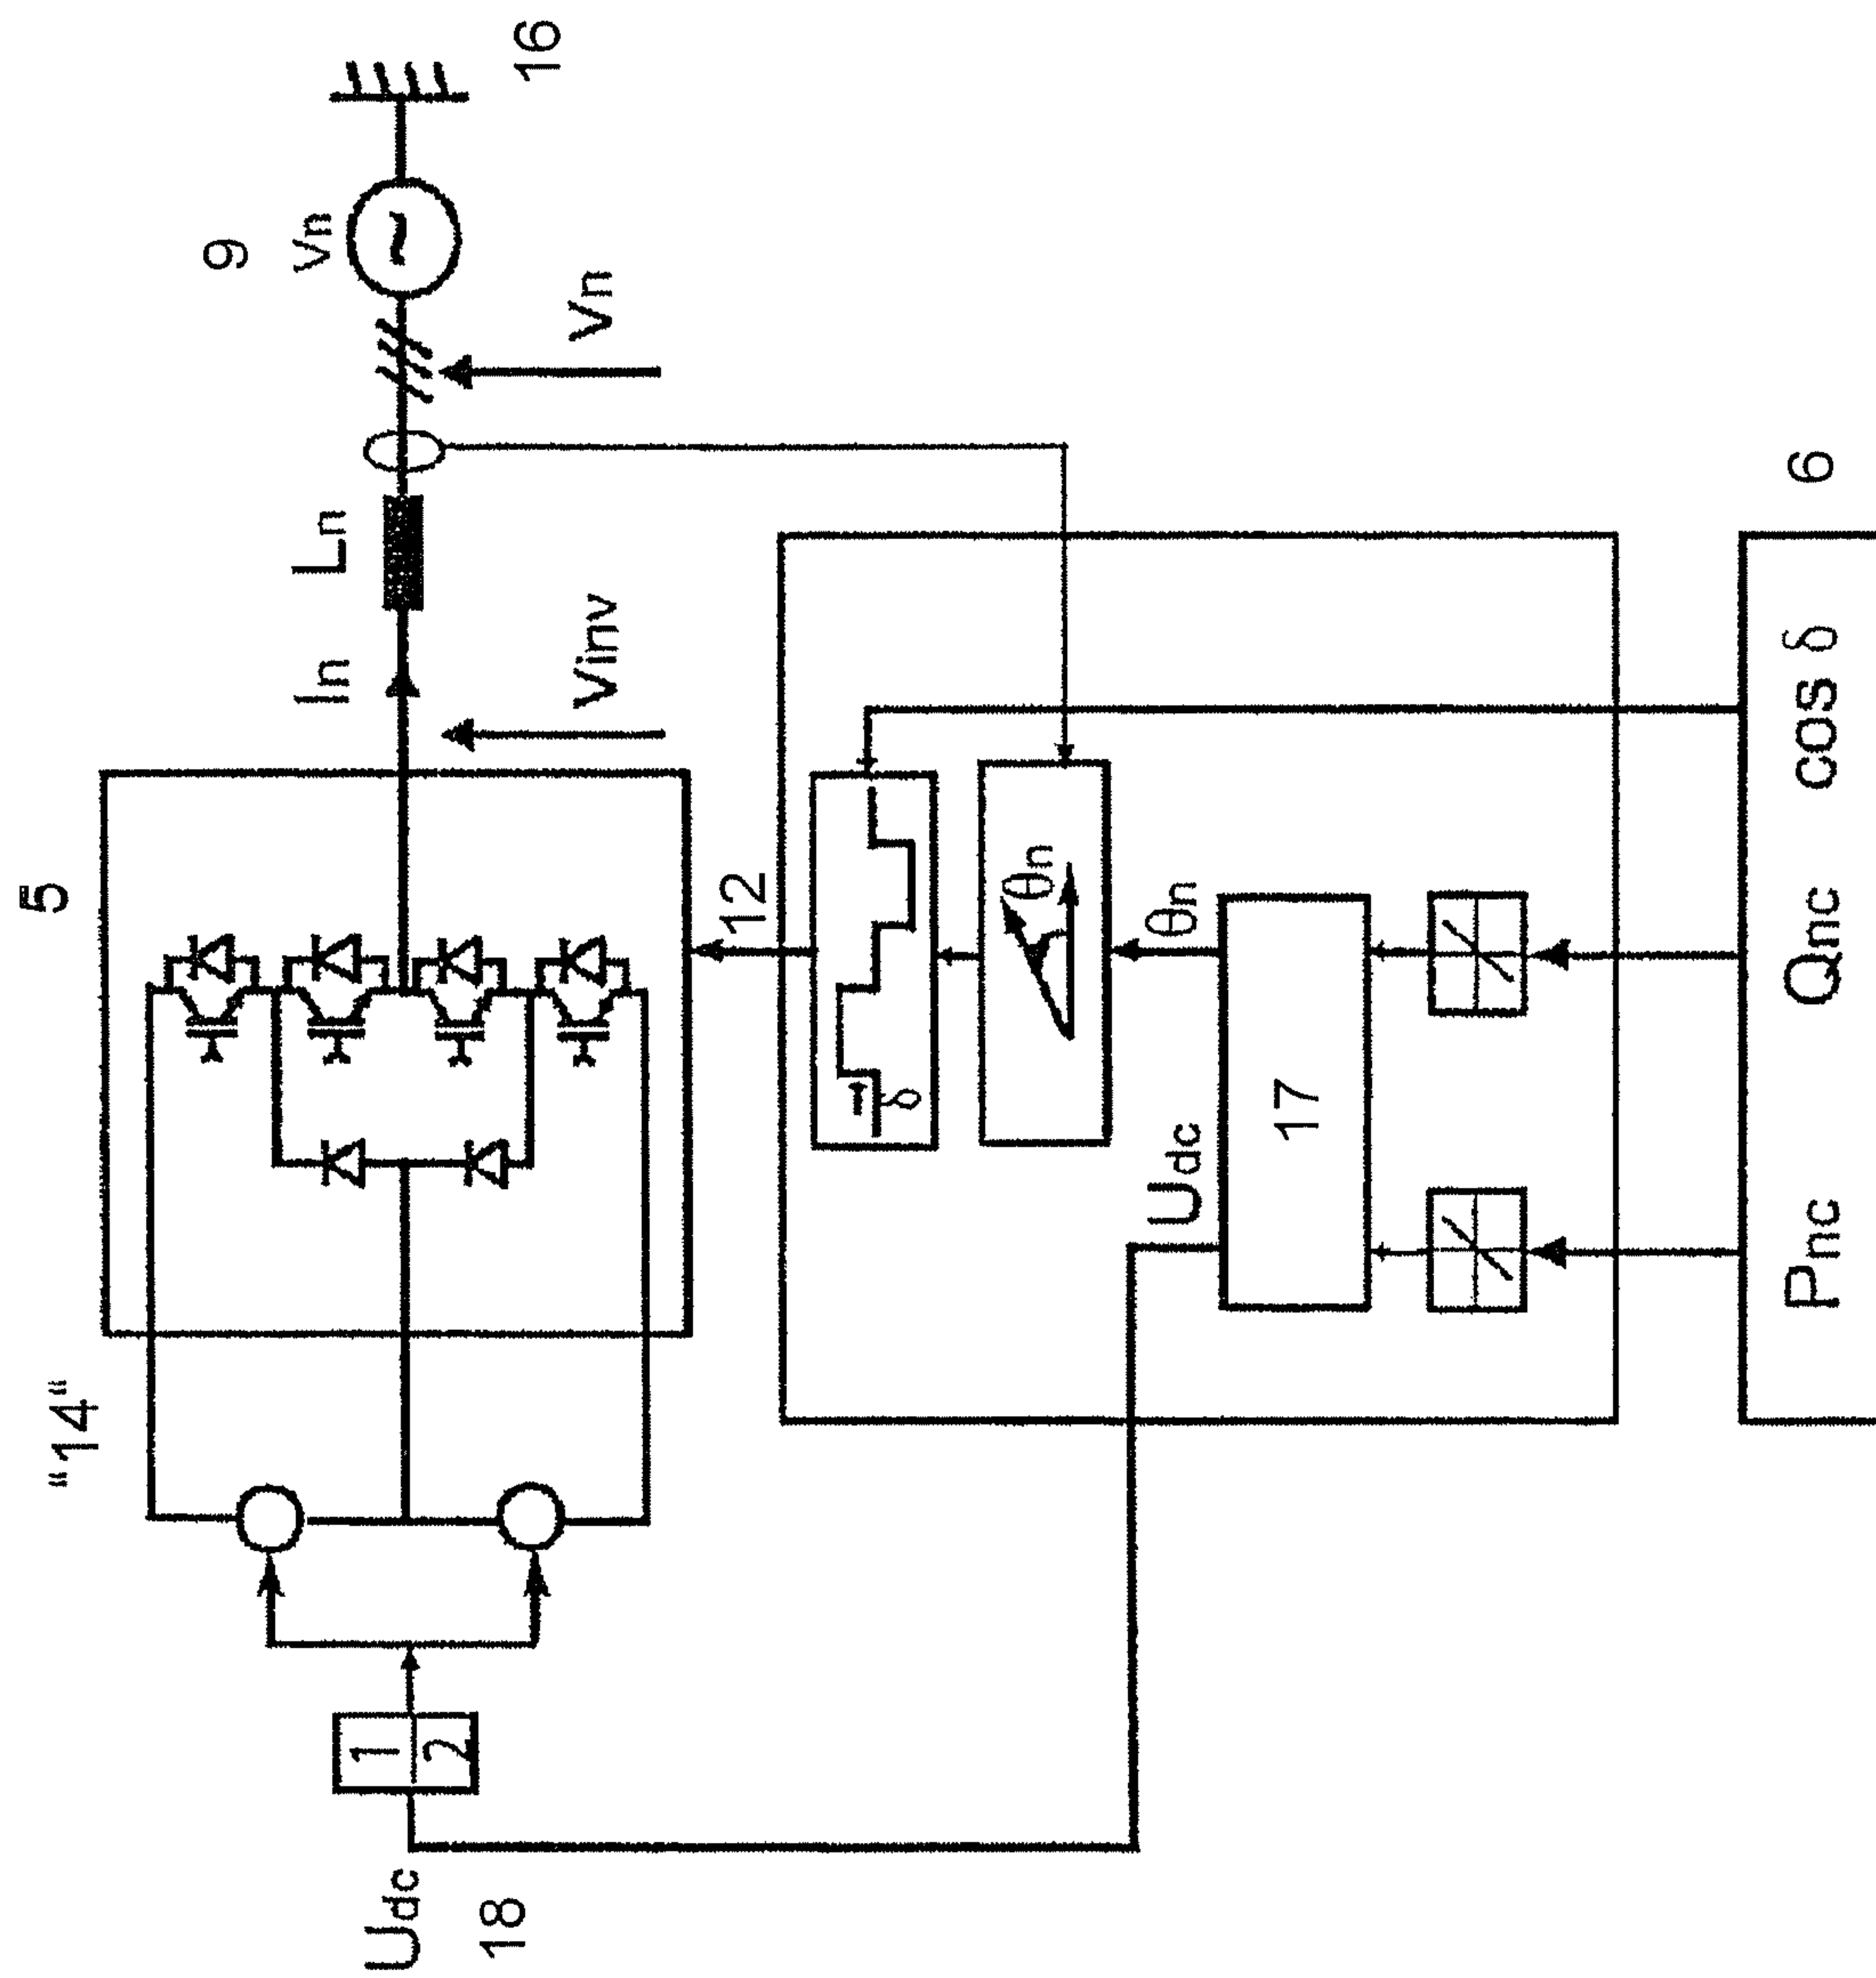 “14“
5
9
In
Ln
Vn
Udc
1
2
~
18
16
Vinv
Vn
12
δ
θn
Udc
θn
17
Pnc
Qnc
cos δ
6